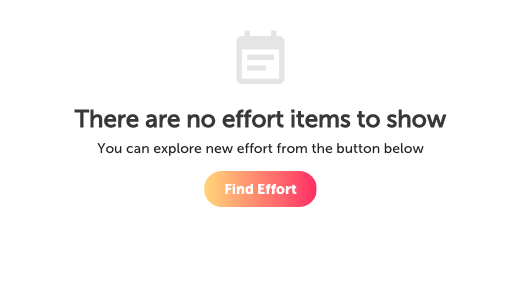 There are no effort items to show
You can explore new effort from the button below
Find Effort